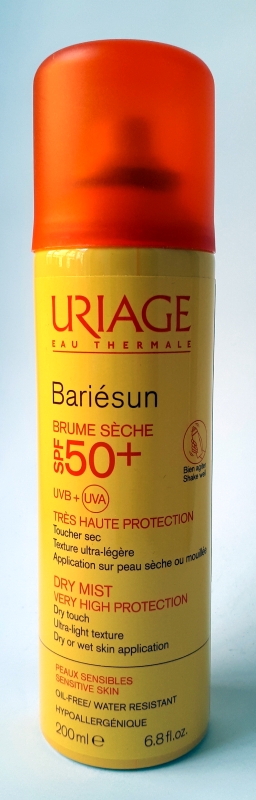 URIAGE
EAU THERMALE
Bariésun
BRUME SÈCHE
SPF 50+
Bien agiter
Shake well
UVB + UVA
TRÈS HAUTE PROTECTION
Toucher sec
Texture ultra-légère
Application sur peau sèche ou mouillée
DRY MIST
VERY HIGH PROTECTION
Dry touch
Ultra-light texture
Dry or wet skin application
PEAUX SENSIBLES
SENSITIVE SKIN
OIL-FREE/ WATER RESISTANT
HYPOALLERGÉNIQUE
200 ml ℮ 6.8 fl.oz.